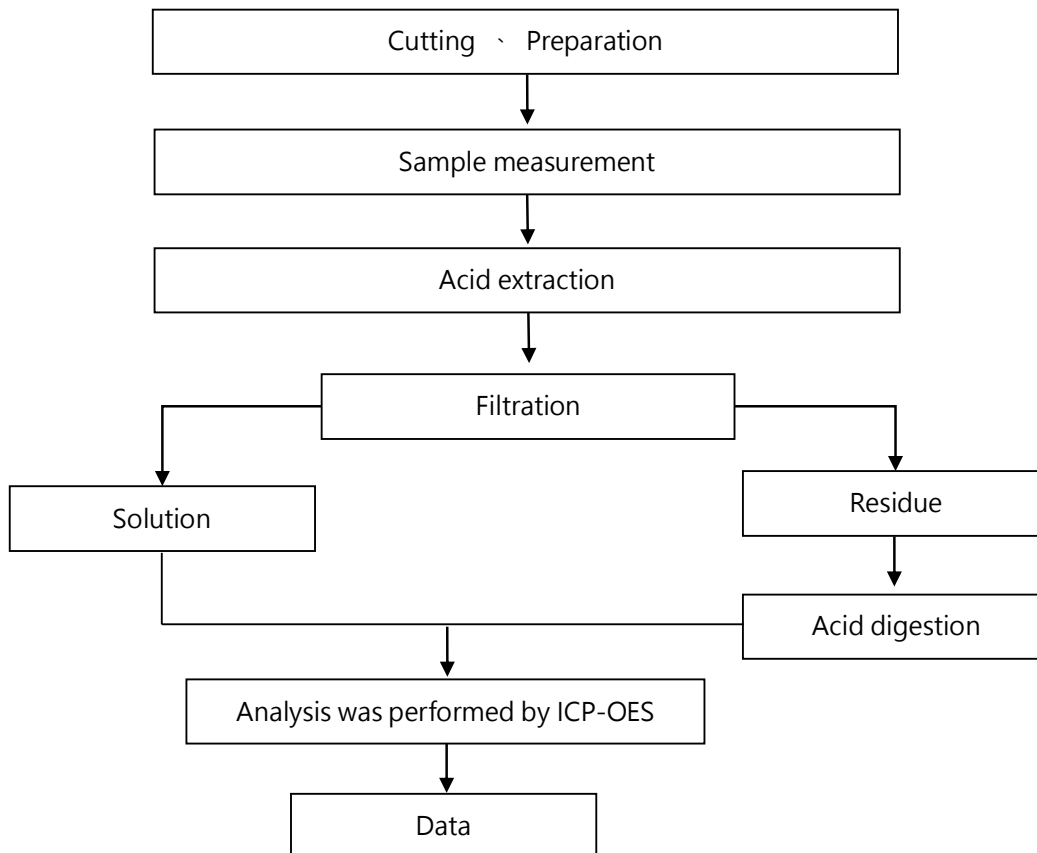 Cutting 、 Preparation
Sample measurement
Acid extraction
Filtration
Solution
Residue
Acid digestion
Analysis was performed by ICP-OES
Data